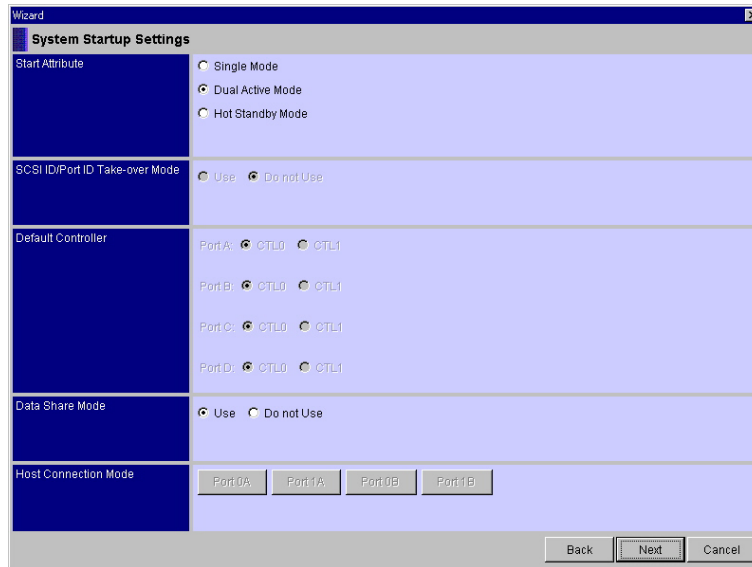 Wizard
System Startup Settings
Start Attribute
Single Mode
Dual Active Mode
Hot Standby Mode
SCSI ID/Port ID Take-over Mode
Use Do not Use
Default Controller
Port A: CTL0 CTL1
Port B: CTL0 CTL1
Port C: CTL0 CTL1
Port D: CTL0 CTL1
Data Share Mode
Use Do not Use
Host Connection Mode
Port 0A Port 1A Port 0B Port 1B
Back Next Cancel